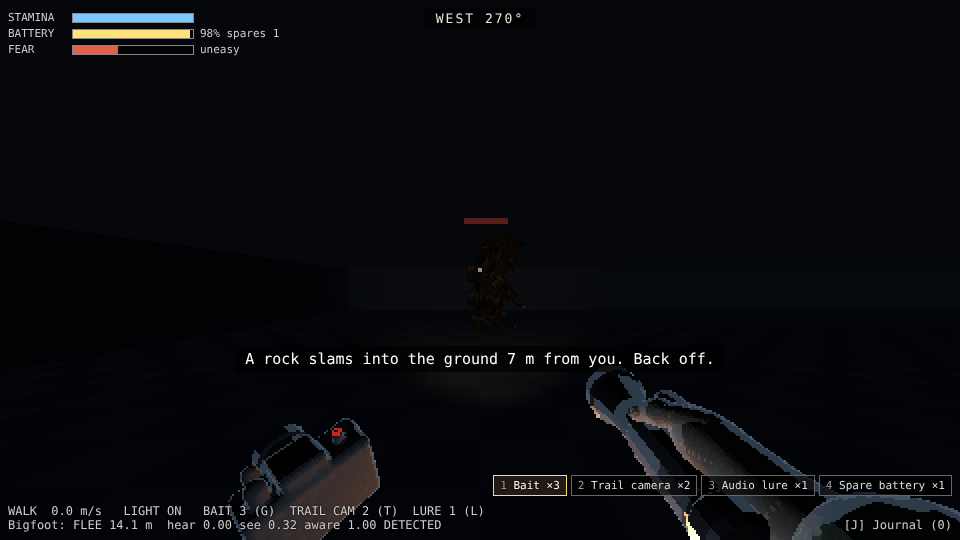 STAMINA
BATTERY 98% spares 1
FEAR uneasy
WEST 270°
A rock slams into the ground 7 m from you. Back off.
1 Bait ×3 2 Trail camera ×2 3 Audio lure ×1 4 Spare battery ×1
WALK 0.0 m/s LIGHT ON BAIT 3 (G) TRAIL CAM 2 (T) LURE 1 (L)
Bigfoot: FLEE 14.1 m hear 0.00 see 0.32 aware 1.00 DETECTED
[J] Journal (0)